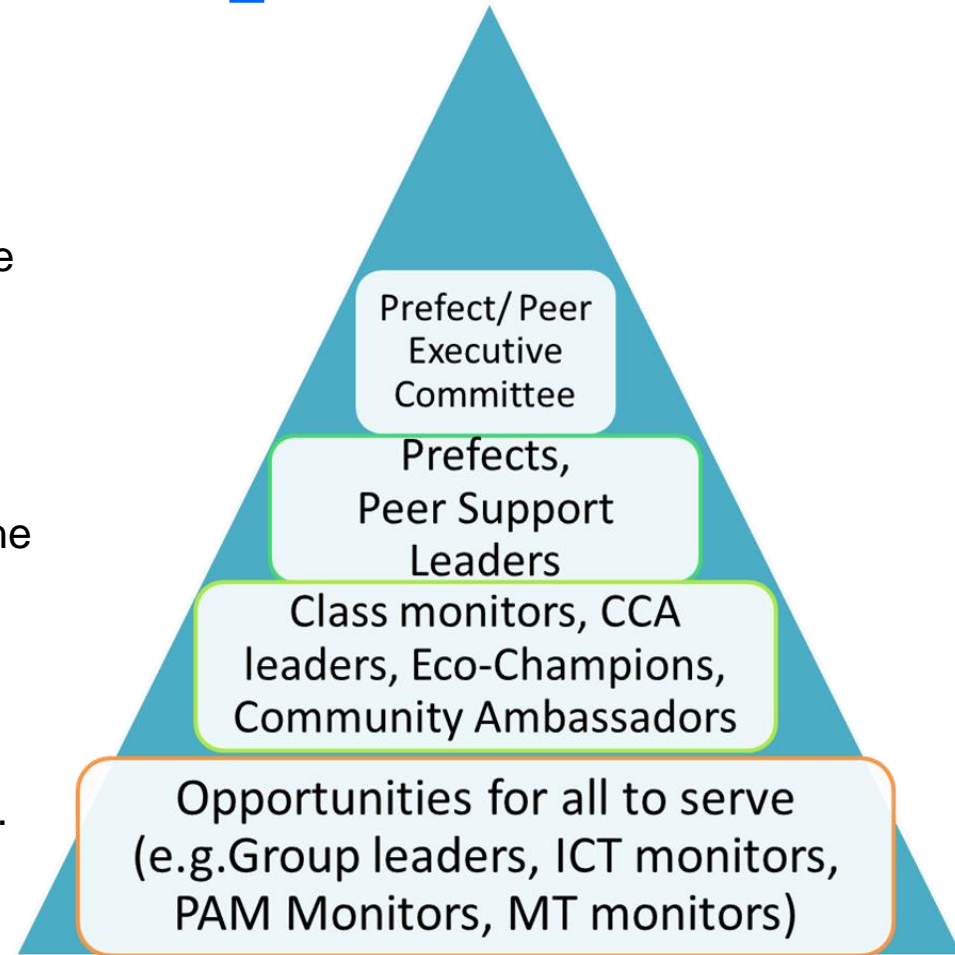 Prefect/ Peer
Executive
Committee
Prefects,
Peer Support
Leaders
Class monitors, CCA
leaders, Eco-Champions,
Community Ambassadors
Opportunities for all to serve
(e.g.Group leaders, ICT monitors,
PAM Monitors, MT monitors)